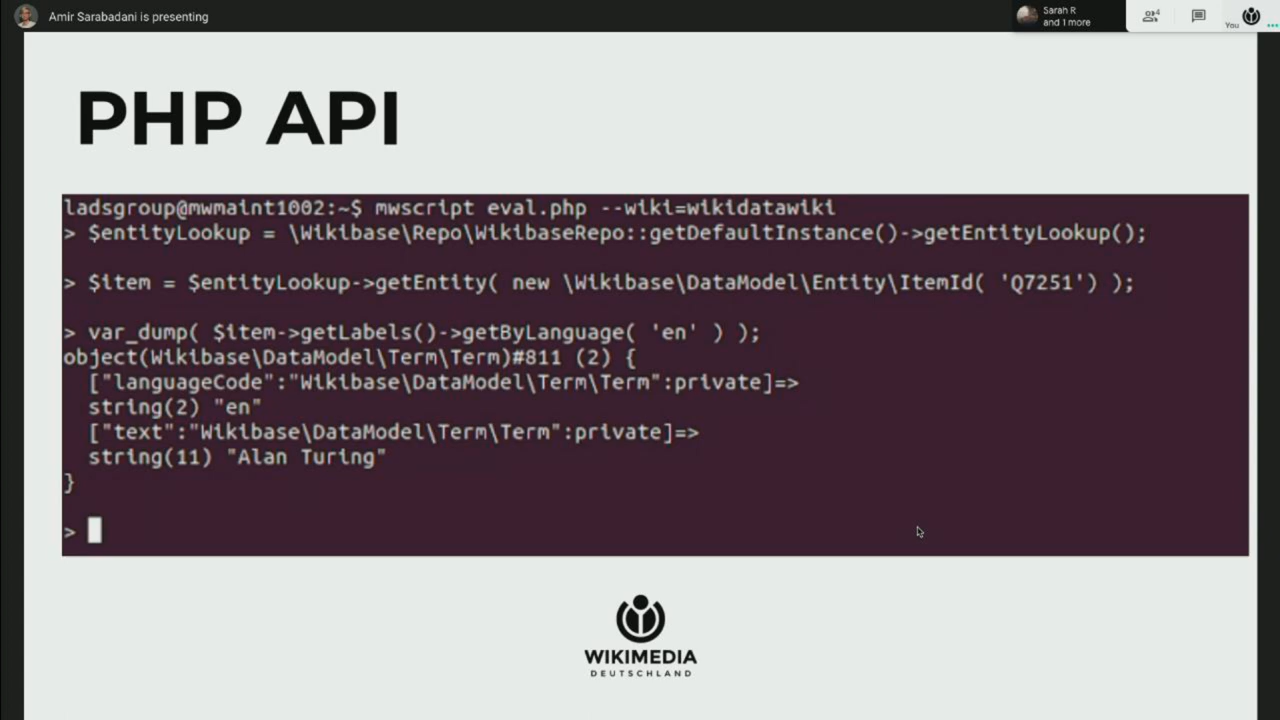 Amir Sarabadani is presenting
Sarah R
and 1 more
4
You
PHP API
ladsgroup@mwmaint1002:~$ mwscript eval.php --wiki=wikidatawiki
> $entityLookup = \Wikibase\Repo\WikibaseRepo::getDefaultInstance()->getEntityLookup();
> $item = $entityLookup->getEntity( new \Wikibase\DataModel\Entity\ItemId( 'Q7251') );
> var_dump( $item->getLabels()->getByLanguage( 'en' ) );
object(Wikibase\DataModel\Term\Term)#811 (2) {
["languageCode":"Wikibase\DataModel\Term\Term":private]=>
string(2) "en"
["text":"Wikibase\DataModel\Term\Term":private]=>
string(11) "Alan Turing"
}
>
WIKIMEDIA
DEUTSCHLAND